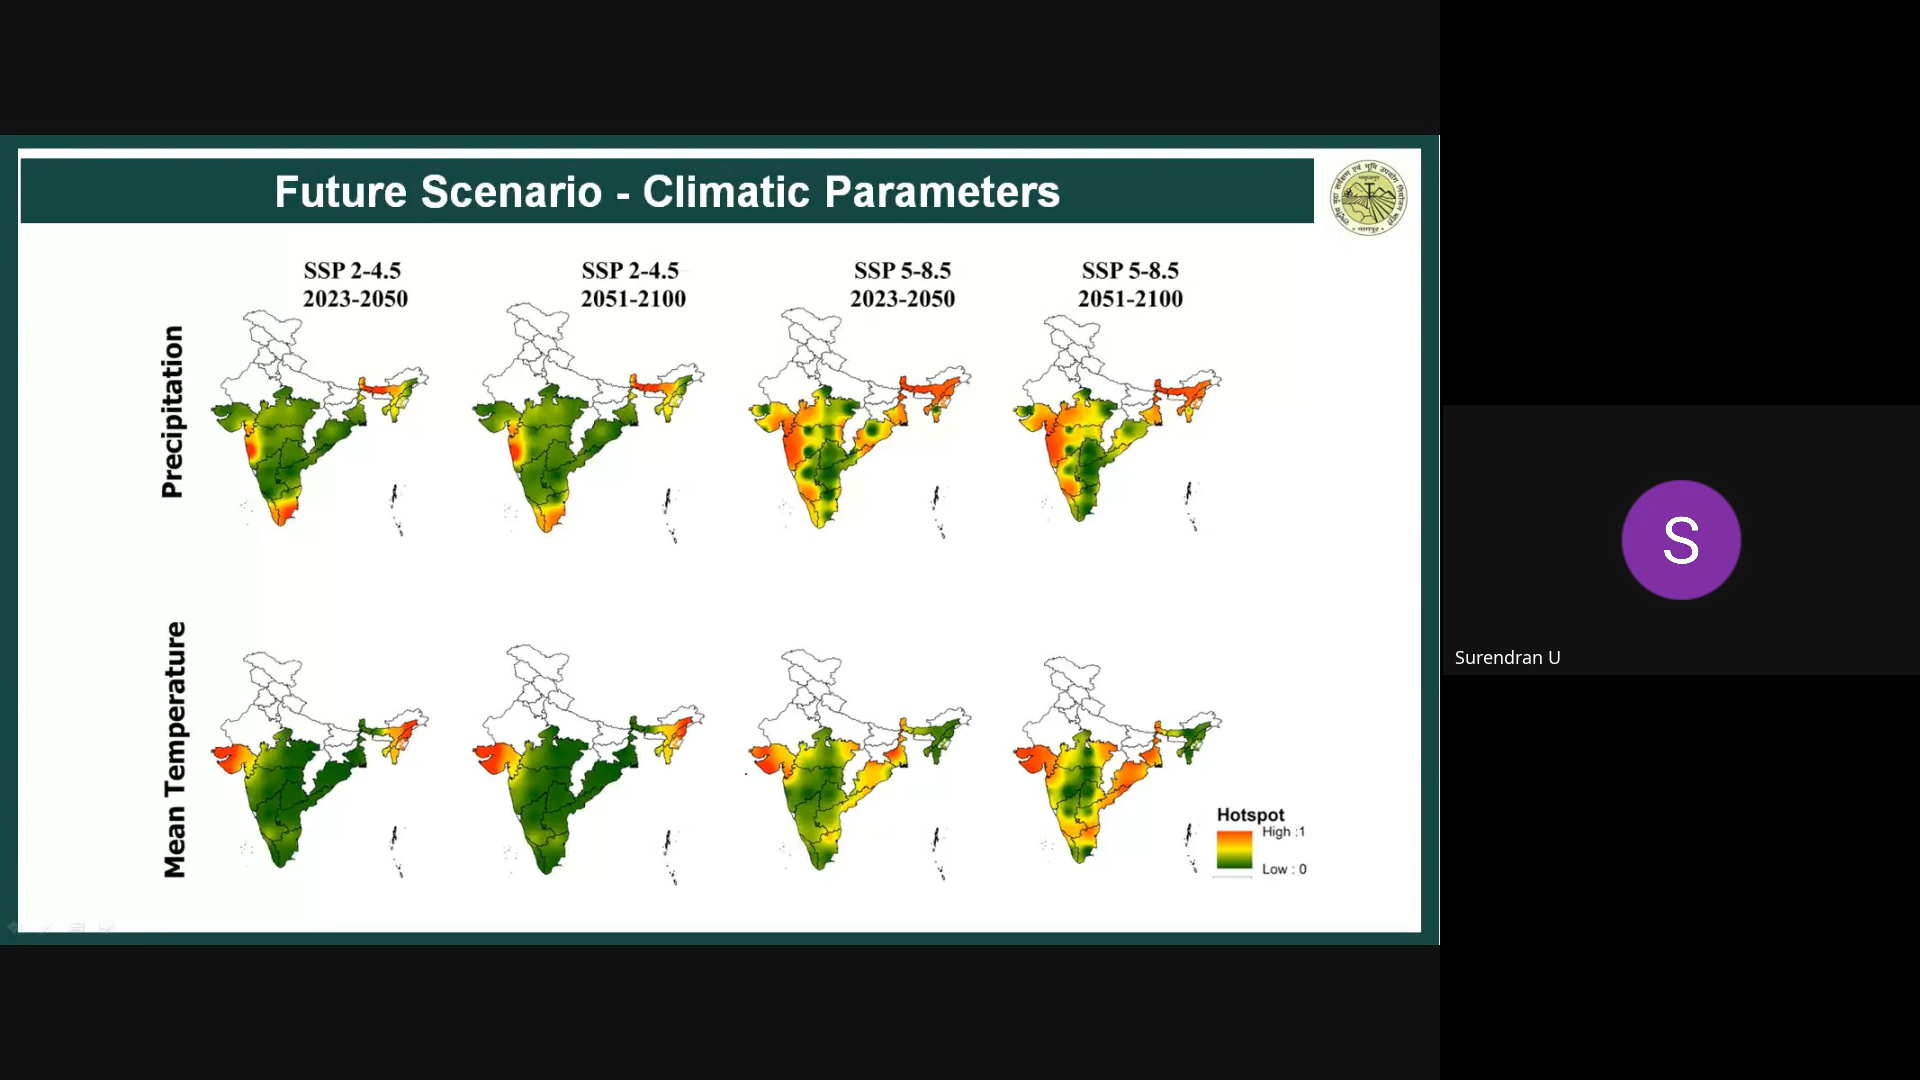 Future Scenario - Climatic Parameters
SSP 2-4.5
2023-2050
SSP 2-4.5
2051-2100
SSP 5-8.5
2023-2050
SSP 5-8.5
2051-2100
Precipitation
Mean Temperature
Hotspot
High :1
Low : 0
S
Surendran U